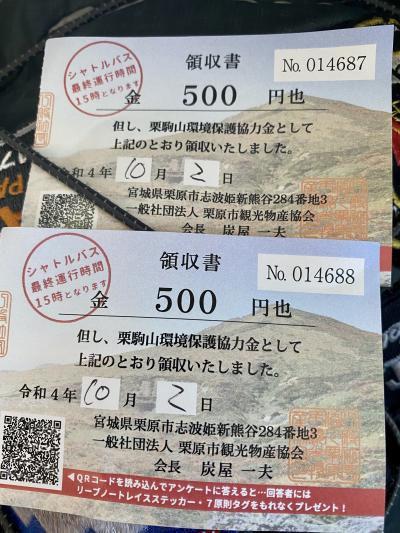 シャトルバス
最終運行時間
15時となります
領収書
No. 014687
金 500 円也
但し、栗駒山環境保護協力金として
上記のとおり領収いたしました。
令和4年 10月 2日
宮城県栗原市志波姫新熊谷284番地3
一般社団法人 栗原市観光物産協会
会長 炭屋 一夫
シャトルバス
最終運行時間
15時となります
領収書
No. 014688
金 500 円也
但し、栗駒山環境保護協力金として
上記のとおり領収いたしました。
令和4年 10月 2日
宮城県栗原市志波姫新熊谷284番地3
一般社団法人 栗原市観光物産協会
会長 炭屋 一夫
◀QRコードを読み込んでアンケートに答えると…回答者には
リーブノートレイスステッカー・7原則タグをもれなくプレゼント!